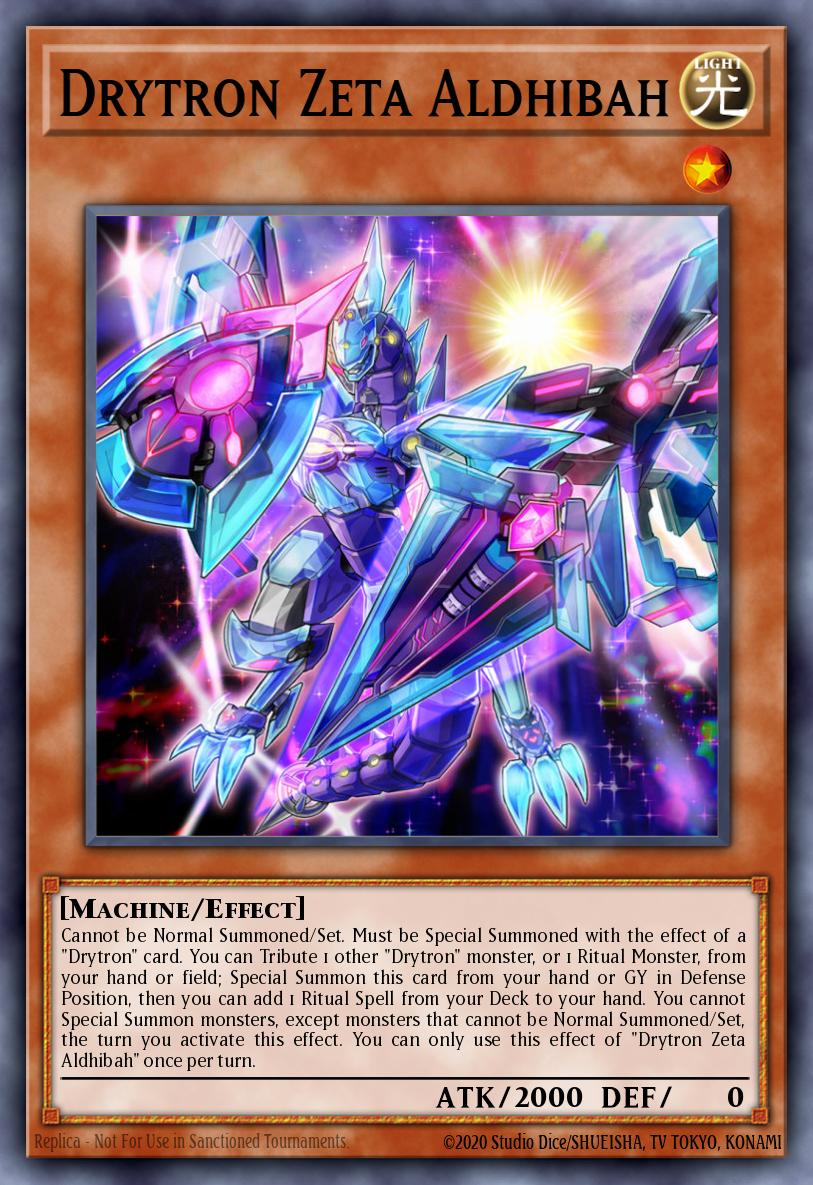 Drytron Zeta Aldhibah
LIGHT
光
[Machine/Effect]
Cannot be Normal Summoned/Set. Must be Special Summoned with the effect of a
"Drytron" card. You can Tribute 1 other "Drytron" monster, or 1 Ritual Monster, from
your hand or field; Special Summon this card from your hand or GY in Defense
Position, then you can add 1 Ritual Spell from your Deck to your hand. You cannot
Special Summon monsters, except monsters that cannot be Normal Summoned/Set,
the turn you activate this effect. You can only use this effect of "Drytron Zeta
Aldhibah" once per turn.
ATK/2000 DEF/ 0
Replica - Not For Use in Sanctioned Tournaments.
©2020 Studio Dice/SHUEISHA, TV TOKYO, KONAMI